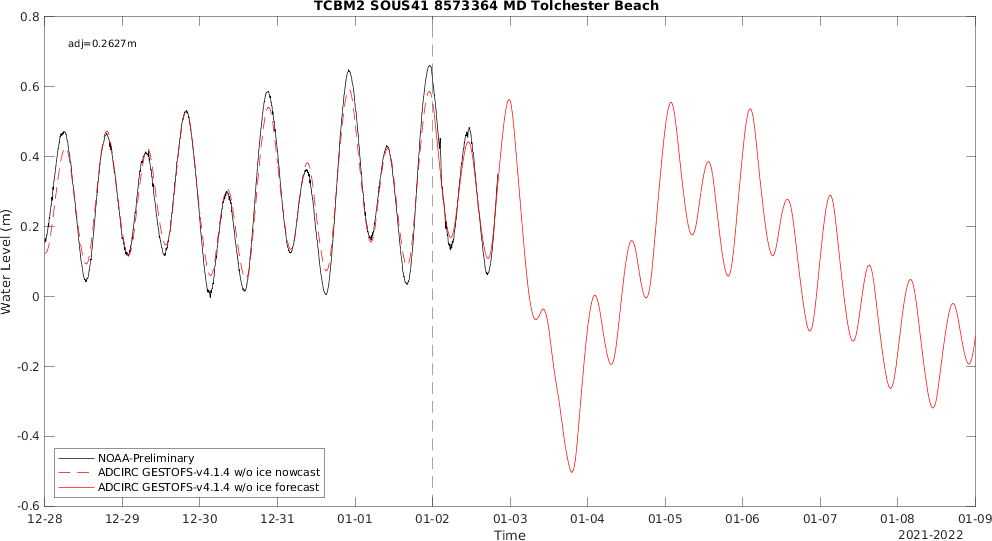 TCBM2 SOUS41 8573364 MD Tolchester Beach
adj=0.2627m
0.8
0.6
0.4
0.2
0
-0.2
-0.4
-0.6
Water Level (m)
NOAA-Preliminary
ADCIRC GESTOFS-v4.1.4 w/o ice nowcast
ADCIRC GESTOFS-v4.1.4 w/o ice forecast
12-28 12-29 12-30 12-31 01-01 01-02 01-03 01-04 01-05 01-06 01-07 01-08 01-09
Time
2021-2022